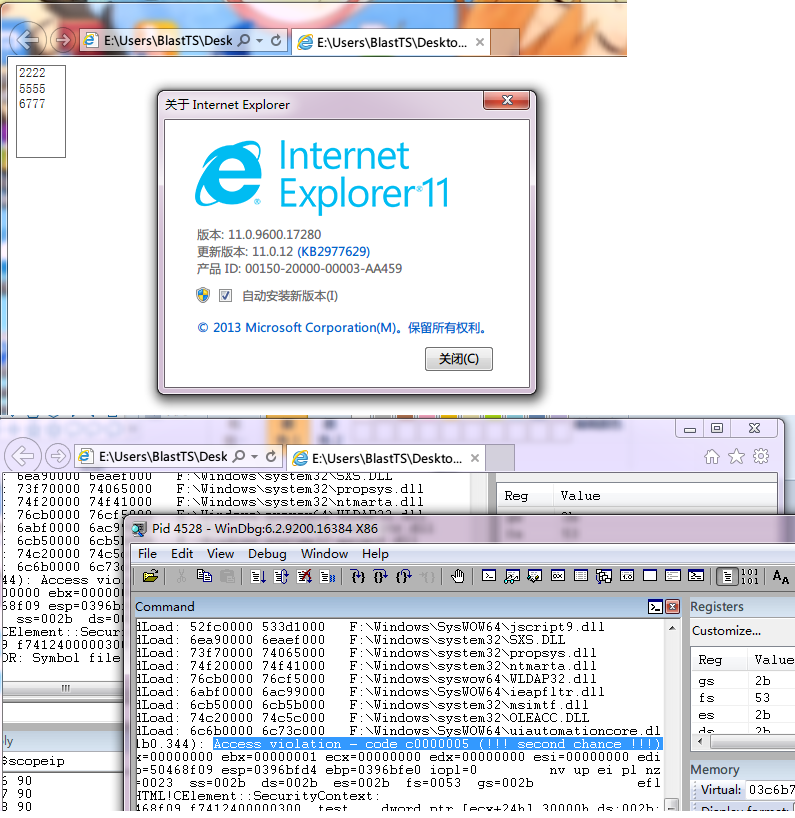 E:\Users\BlastTS\Desk
E:\Users\BlastTS\Deskto...
2222
5555
6777
关于 Internet Explorer
Internet
Explorer®11
版本: 11.0.9600.17280
更新版本: 11.0.12 (KB2977629)
产品 ID: 00150-20000-00003-AA459
自动安装新版本(I)
© 2013 Microsoft Corporation(M)。保留所有权利。
关闭(C)
E:\Users\BlastTS\Desk
E:\Users\BlastTS\Deskto...
: 6ea90000 6eaef000 F:\Windows\system32\SXS.DLL
: 73f70000 74065000 F:\Windows\system32\propsys.dll
: 74f20000 74f41000 F:\Windows\system32\ntmarta.dll
: 76cb0000 76cf5
: 6abf0000 6ac99
: 6cb50000 6cb5
: 74c20000 74c5
: 6c6b0000 6c73
44): Access viol
00000 ebx=000000
8f09 esp=0396bf
ss=002b ds=00
CElement::Securit
9 f7412400000300
OR: Symbol file
ly
$scopeip
6 90
7 90
8 90
Reg Value
Pid 4528 - WinDbg:6.2.9200.16384 X86
File Edit View Debug Window Help
Command
dLoad: 52fc0000 533d1000 F:\Windows\SysWOW64\jscript9.dll
dLoad: 6ea90000 6eaef000 F:\Windows\system32\SXS.DLL
dLoad: 73f70000 74065000 F:\Windows\system32\propsys.dll
dLoad: 74f20000 74f41000 F:\Windows\system32\ntmarta.dll
dLoad: 76cb0000 76cf5000 F:\Windows\syswow64\WLDAP32.dll
dLoad: 6abf0000 6ac99000 F:\Windows\SysWOW64\ieapfltr.dll
dLoad: 6cb50000 6cb5b000 F:\Windows\system32\msimtf.dll
dLoad: 74c20000 74c5c000 F:\Windows\system32\OLEACC.DLL
dLoad: 6c6b0000 6c73c000 F:\Windows\SysWOW64\uiautomationcore.dl
1b0.344): Access violation - code c0000005 (!!! second chance !!!)
x=00000000 ebx=00000001 ecx=00000000 edx=00000000 esi=00000000 edi
p=50468f09 esp=0396bfd4 ebp=0396bfe0 iopl=0 nv up ei pl nz
=0023 ss=002b ds=002b es=002b fs=0053 gs=002b efl
HTML!CElement::SecurityContext:
468f09 f7412400000300 test dword ptr [ecx+24h],30000h ds:002b:
Registers
Customize...
Reg Value
gs 2b
fs 53
es 2b
ds 2b
Memory
Virtual: 03c6b7
Display format: